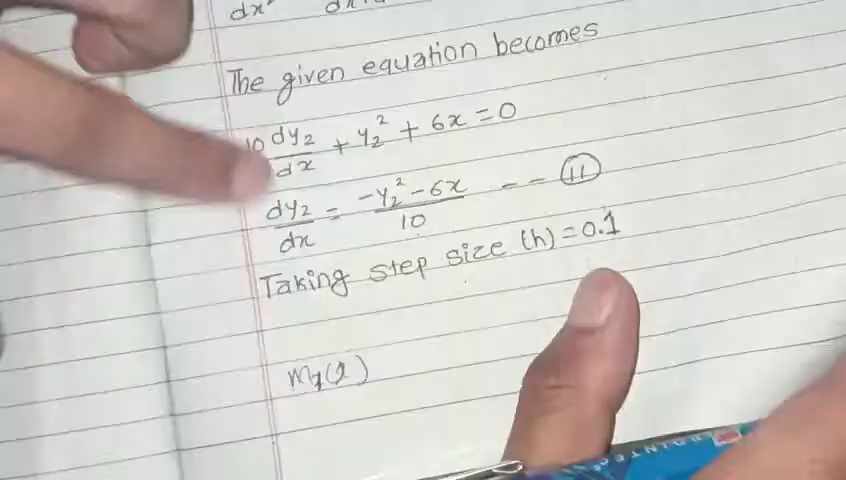 dx²
The given equation becomes
10 dy₂/dx + y₂² + 6x = 0
dy₂/dx = (-y₂² - 6x)/10 -- (11)
Taking step size (h) = 0.1
m₁(2)